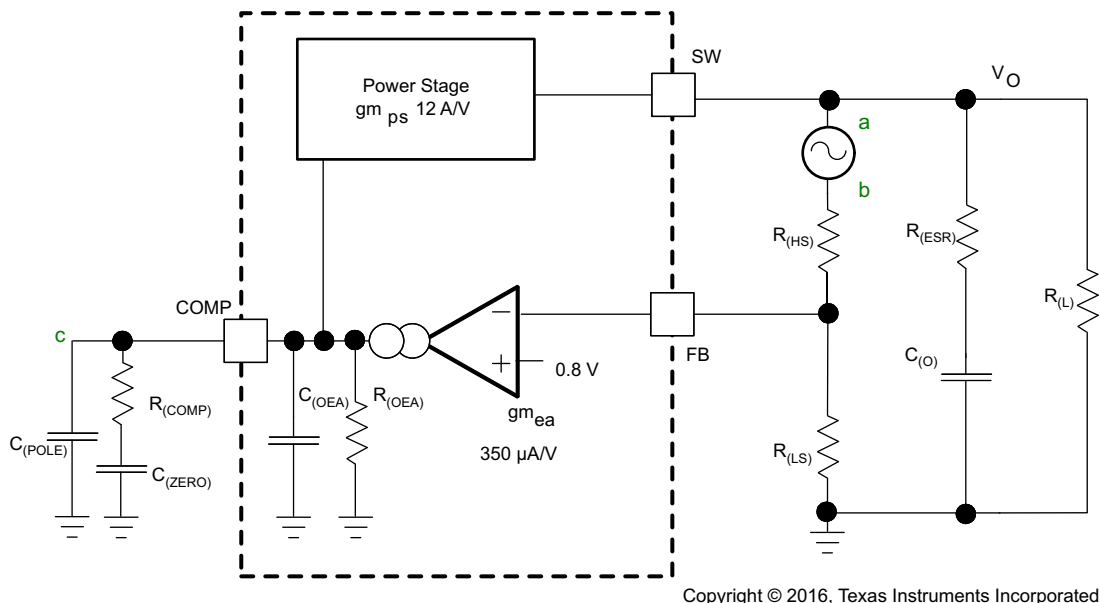 Power Stage
gm ps 12 A/V
SW
VO
a
b
R(HS)
R(ESR)
R(L)
COMP
c
FB
0.8 V
C(OEA)
R(OEA)
gmea
350 µA/V
R(COMP)
C(POLE)
C(ZERO)
C(O)
R(LS)
Copyright © 2016, Texas Instruments Incorporated